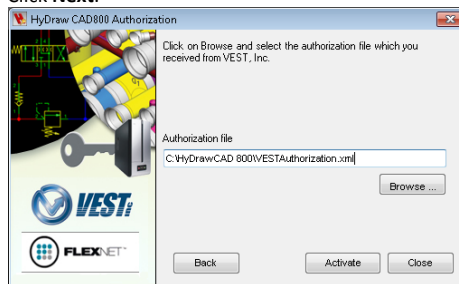 Click Next.
HyDraw CAD800 Authorization
Click on Browse and select the authorization file which you
received from VEST, Inc.
Authorization file
C:\HyDrawCAD 800\VESTAuthorization.xml
Browse ...
VEST
FLEXNET
Back
Activate
Close